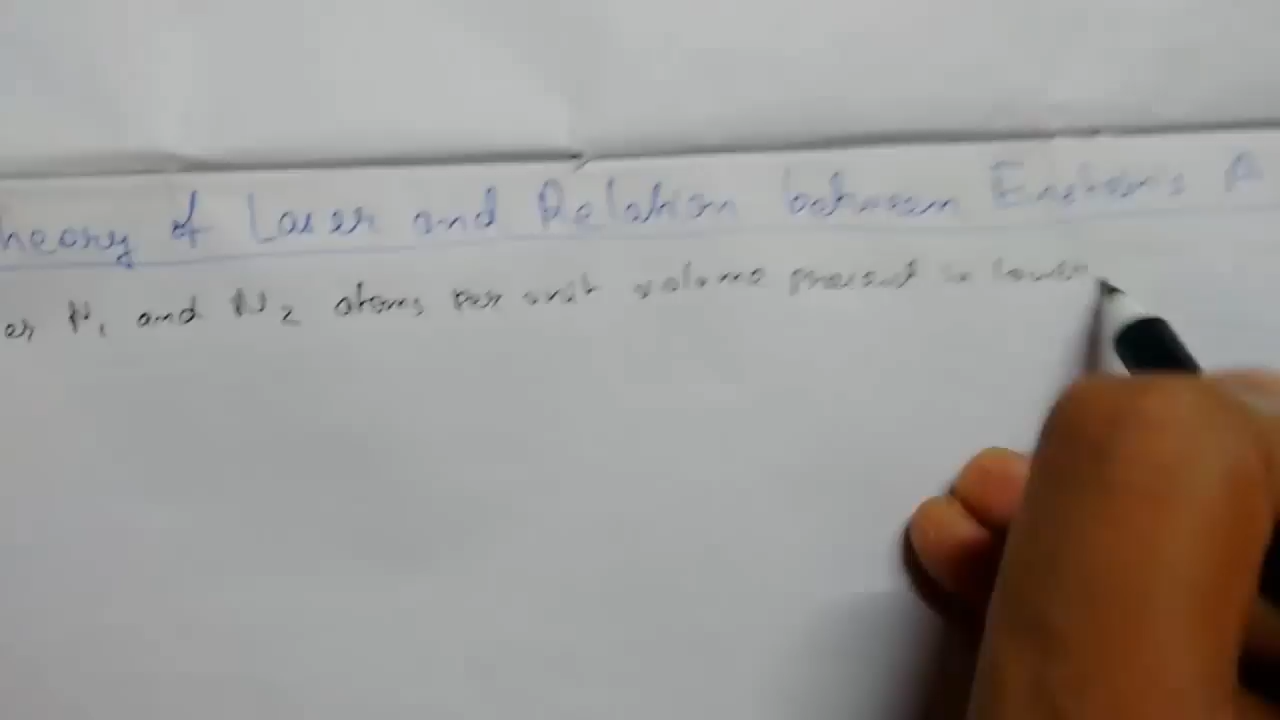 heory of Laser and Relation between Einstein's A
er N1 and N2 atoms per unit volume present in lower